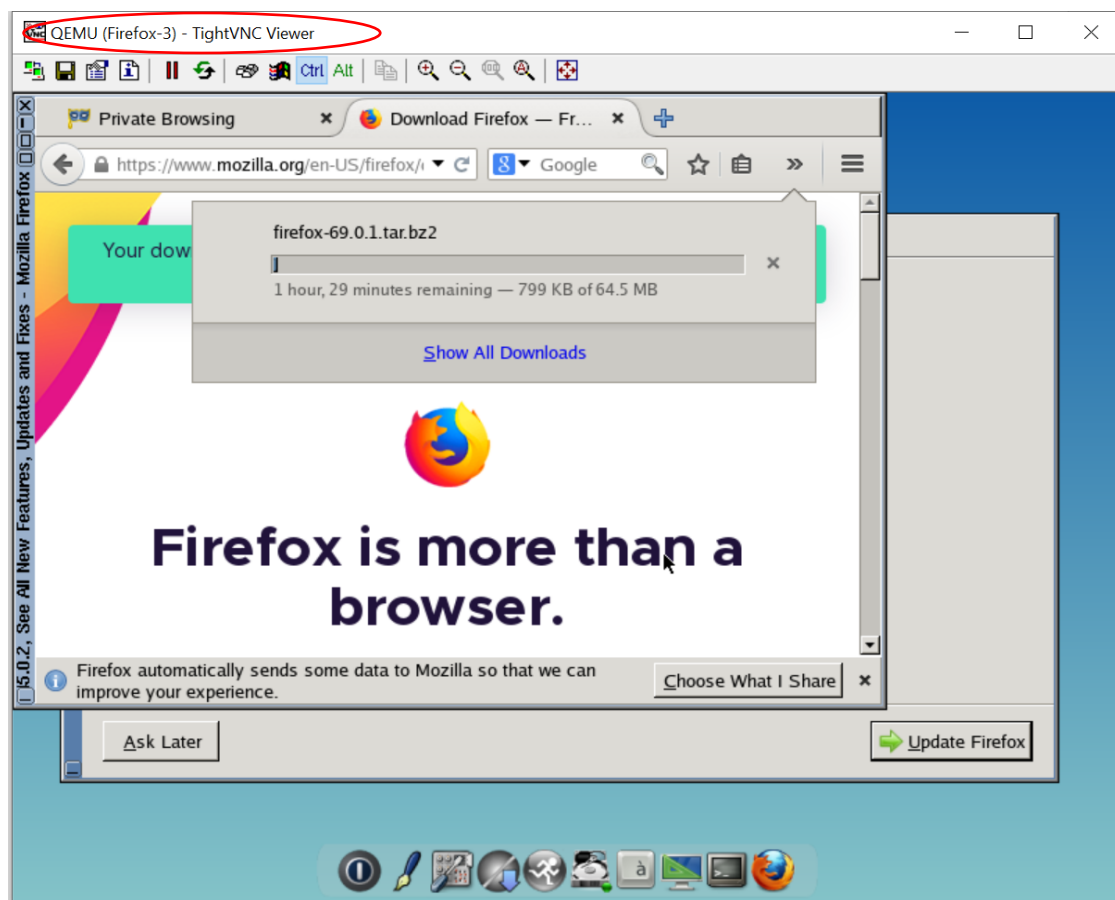 QEMU (Firefox-3) - TightVNC Viewer
Ctrl Alt
Private Browsing
Download Firefox — Fr...
https://www.mozilla.org/en-US/firefox/
Google
firefox-69.0.1.tar.bz2
Your dow
1 hour, 29 minutes remaining — 799 KB of 64.5 MB
Show All Downloads
Firefox is more than a
browser.
5.0.2, See All New Features, Updates and Fixes - Mozilla Firefox
Firefox automatically sends some data to Mozilla so that we can
improve your experience.
Choose What I Share
Ask Later
Update Firefox
à